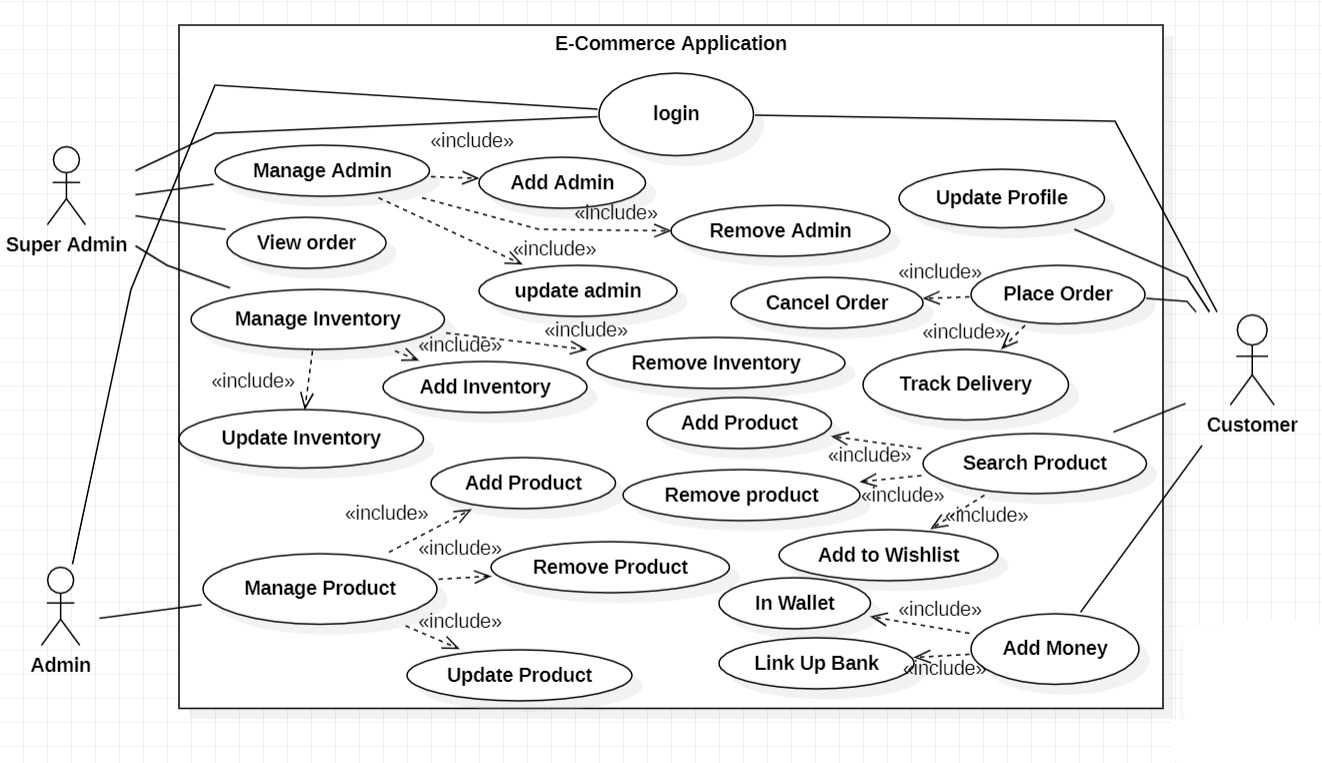 E-Commerce Application
login
«include»
Manage Admin
Add Admin
Update Profile
«include»
Remove Admin
Super Admin
View order
«include»
update admin
«include»
Cancel Order
Place Order
Manage Inventory
«include»
«include»
«include»
Remove Inventory
«include»
Add Inventory
Track Delivery
Customer
Add Product
Update Inventory
«include»
Search Product
Add Product
Remove product
«include»
«include»
«include»
«include»
Add to Wishlist
Remove Product
Manage Product
In Wallet
«include»
«include»
Add Money
Admin
Link Up Bank
«include»
Update Product